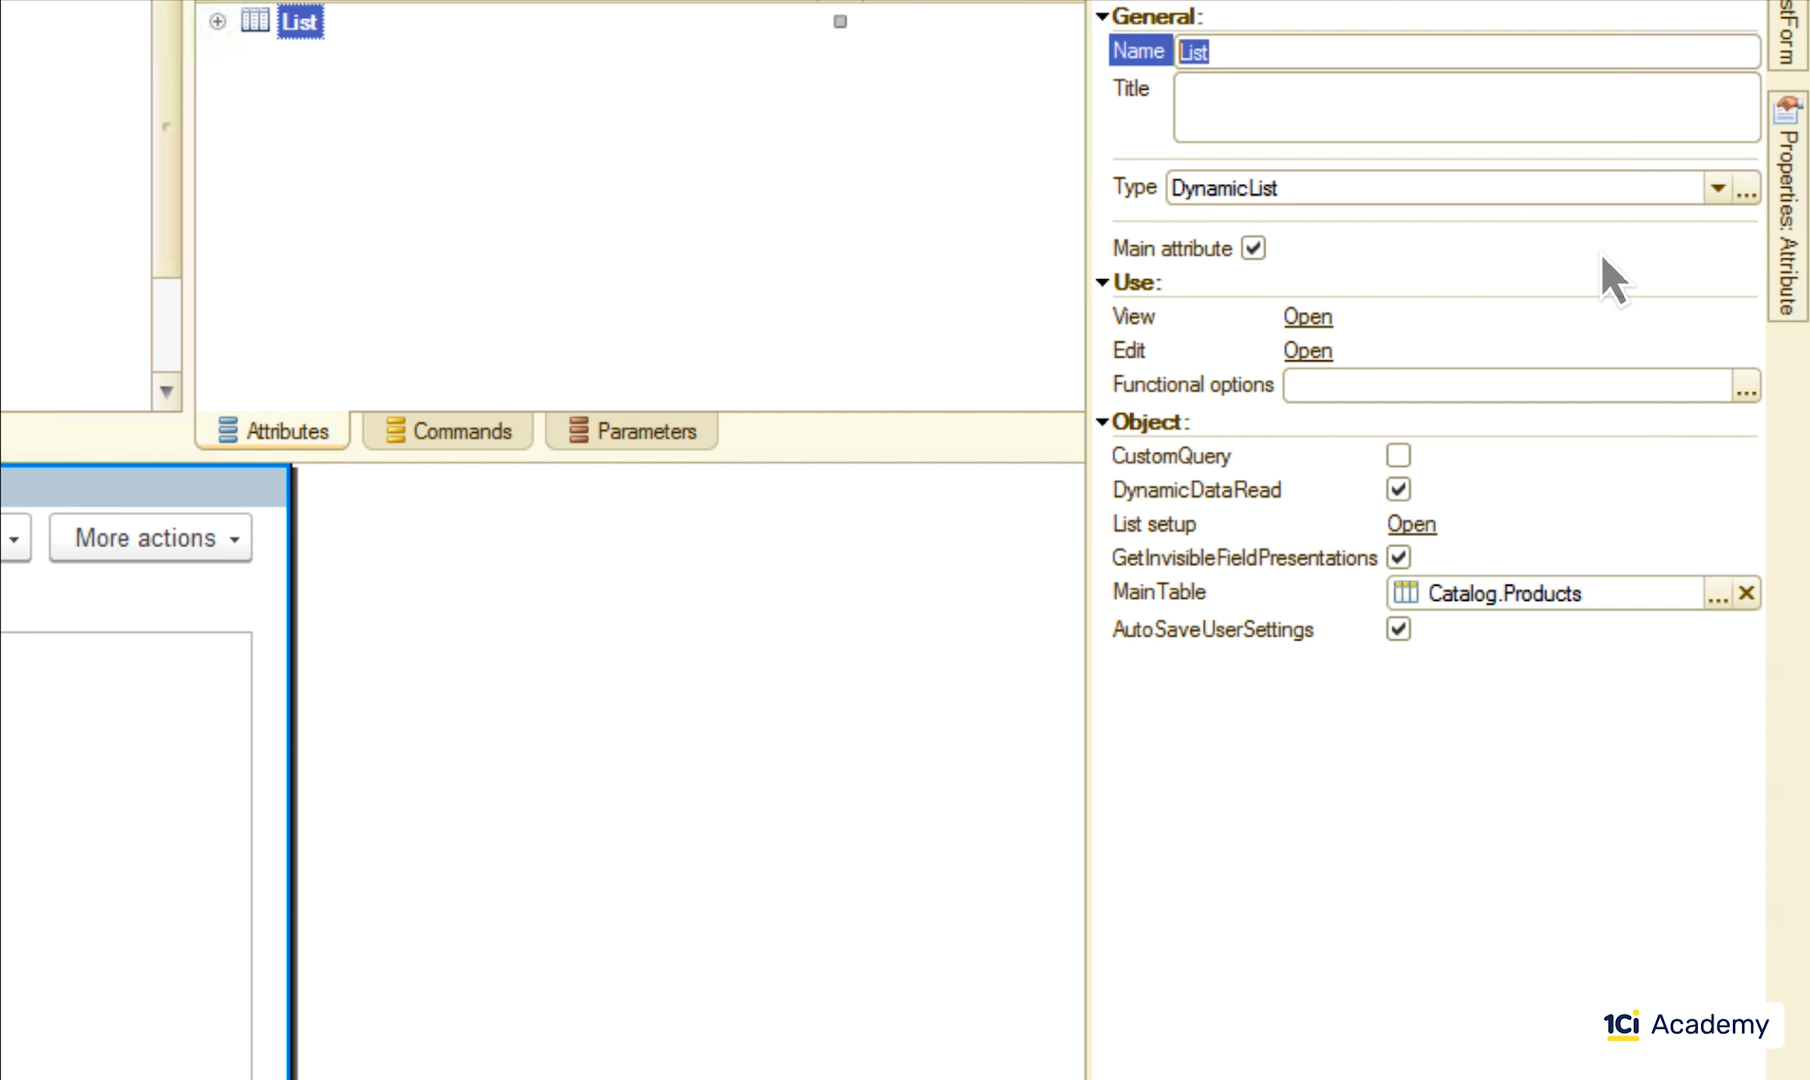 List
General:
Name List
Title
Type DynamicList ...
Main attribute
Use:
View Open
Edit Open
Functional options ...
Object:
CustomQuery
DynamicDataRead
List setup Open
GetInvisibleFieldPresentations
MainTable Catalog.Products ...
AutoSaveUserSettings
Attributes Commands Parameters
More actions
stForm
Properties: Attribute
1Ci Academy